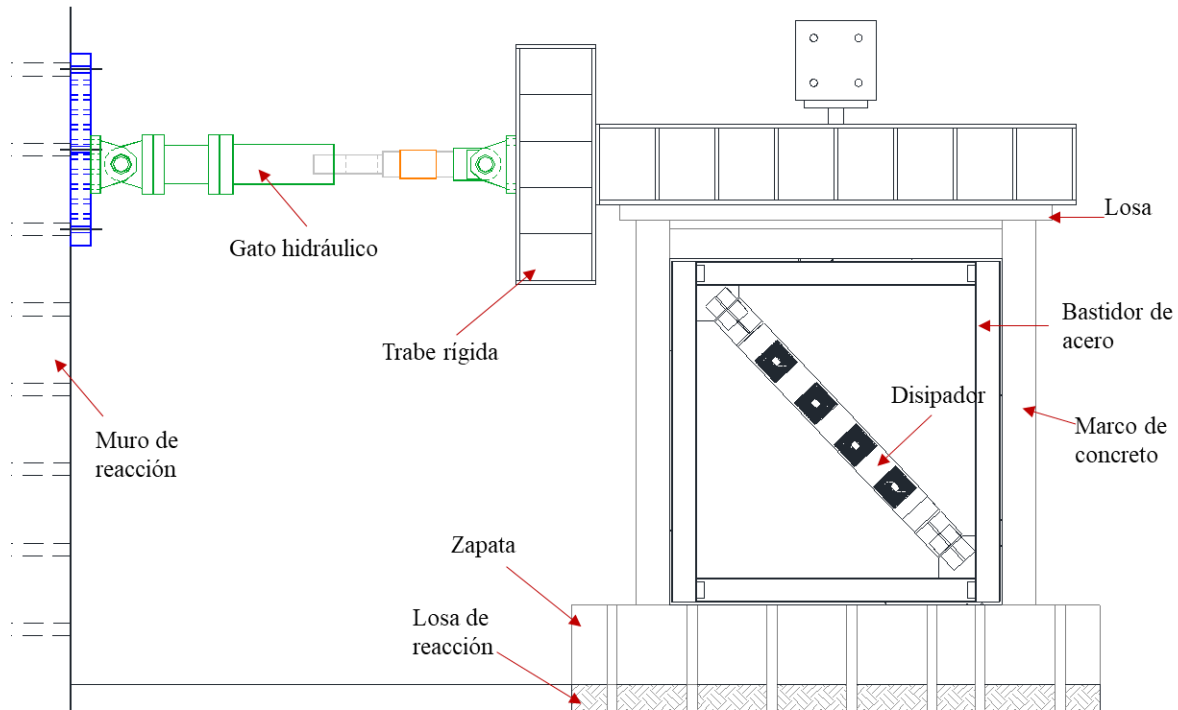 Losa
Gato hidráulico
Trabe rígida
Bastidor de
acero
Disipador
Muro de
reacción
Marco de
concreto
Zapata
Losa de
reacción